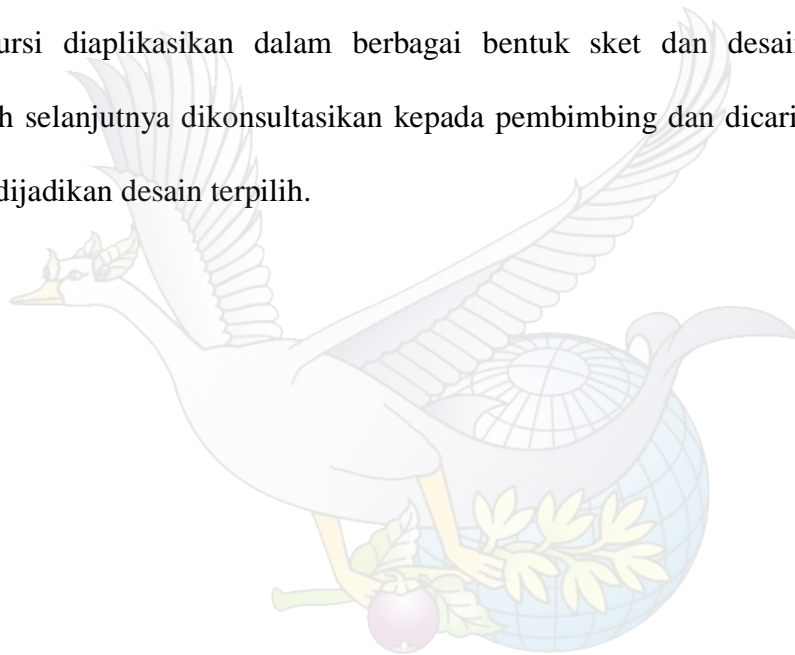 ursi diaplikasikan dalam berbagai bentuk sket dan desai
h selanjutnya dikonsultasikan kepada pembimbing dan dicari
dijadikan desain terpilih.